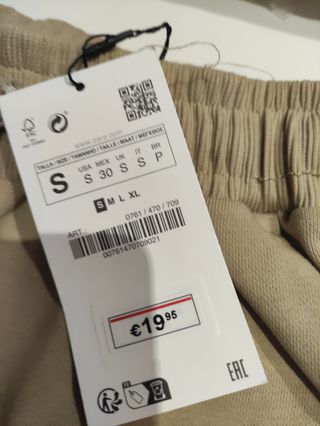 FSC
www.zara.com
TALLA / SIZE / TAMANHO / TAILLE / MAAT / ΜΕΓΕΘΟΣ
S
USA MEX UK IT BR
S 30 S S P
S M L XL
ART.: 0761 / 470 / 709
00761470709021
€19 95
EAC